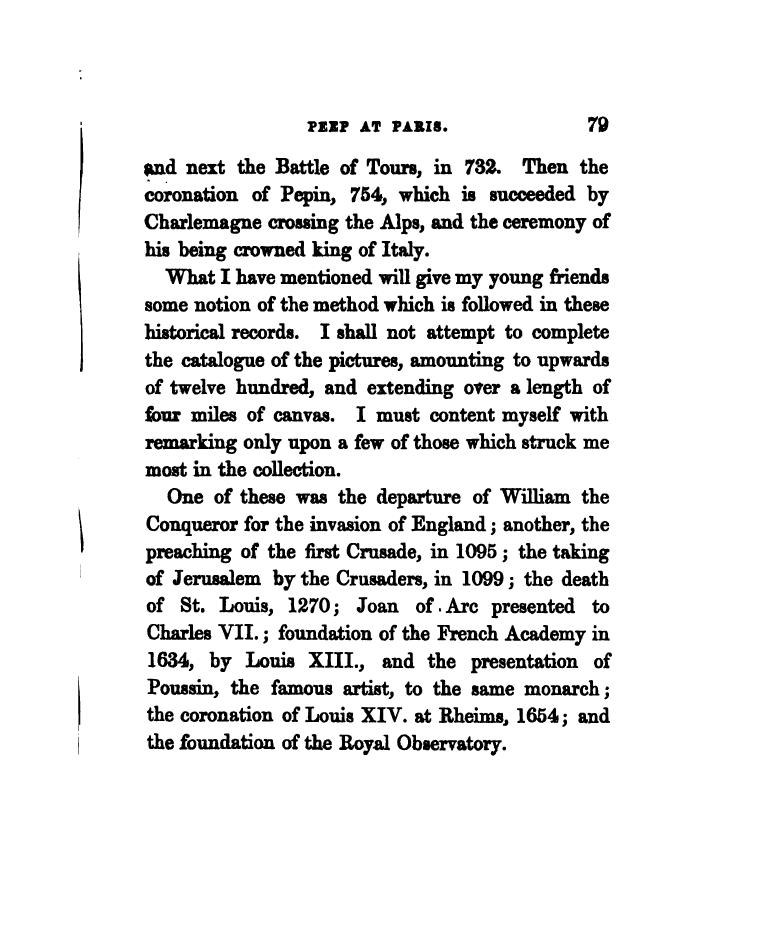 PEEP AT PARIS. 79
and next the Battle of Tours, in 732. Then the
coronation of Pepin, 754, which is succeeded by
Charlemagne crossing the Alps, and the ceremony of
his being crowned king of Italy.
What I have mentioned will give my young friends
some notion of the method which is followed in these
historical records. I shall not attempt to complete
the catalogue of the pictures, amounting to upwards
of twelve hundred, and extending over a length of
four miles of canvas. I must content myself with
remarking only upon a few of those which struck me
most in the collection.
One of these was the departure of William the
Conqueror for the invasion of England; another, the
preaching of the first Crusade, in 1095; the taking
of Jerusalem by the Crusaders, in 1099; the death
of St. Louis, 1270; Joan of Arc presented to
Charles VII.; foundation of the French Academy in
1634, by Louis XIII., and the presentation of
Poussin, the famous artist, to the same monarch;
the coronation of Louis XIV. at Rheims, 1654; and
the foundation of the Royal Observatory.